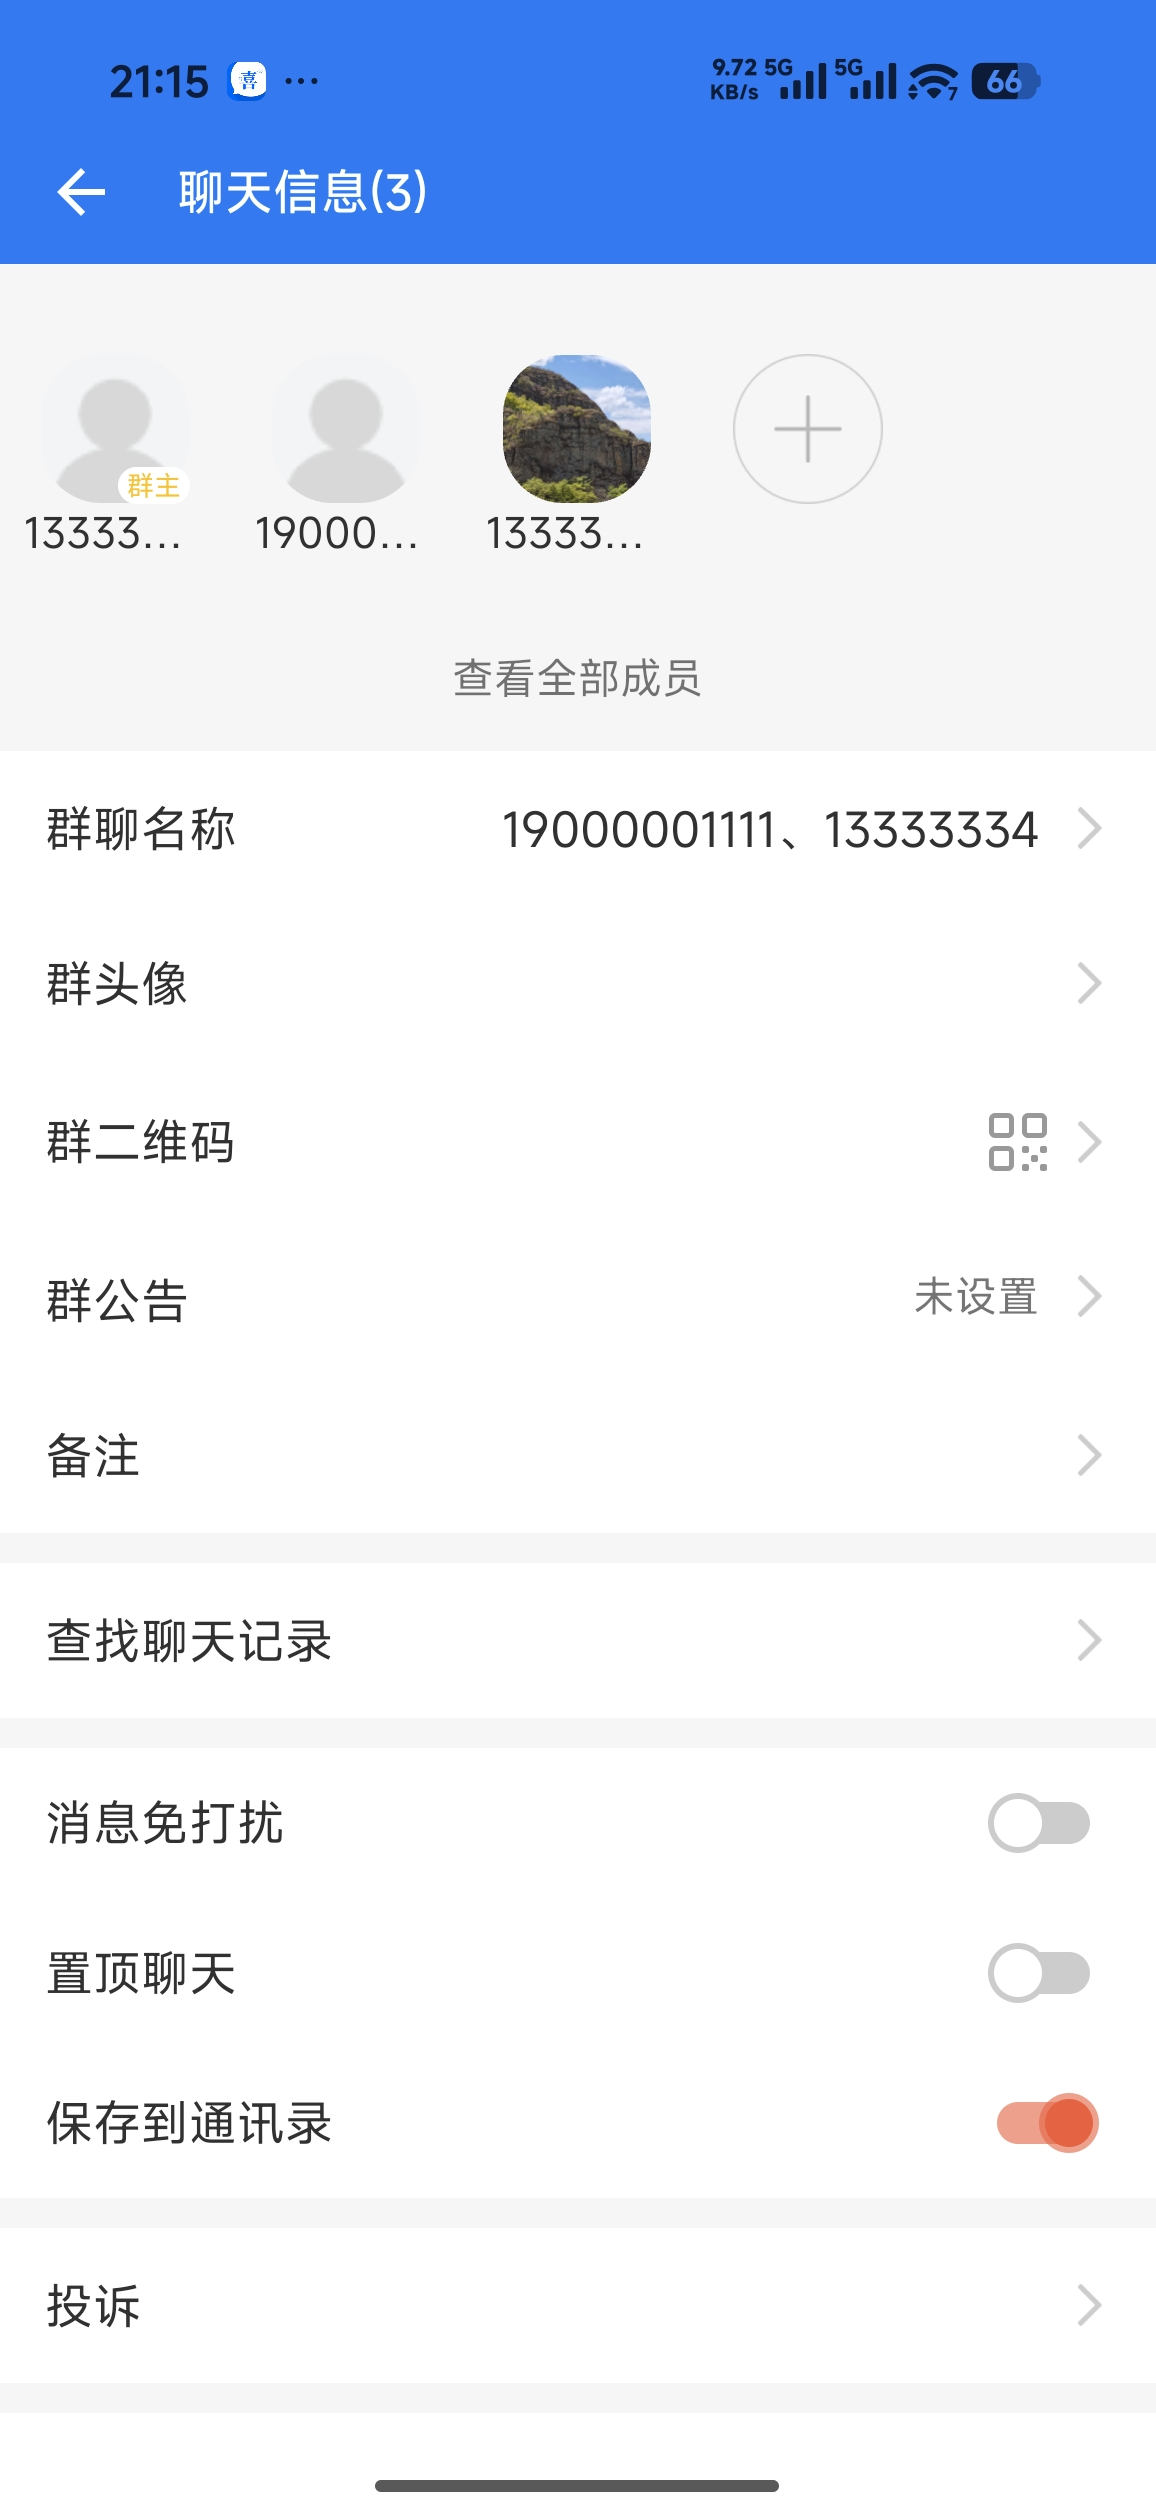 21:15 喜 ... 9.72 KB/s 5G 5G 7 66
聊天信息(3)
群主
13333... 19000... 13333...
查看全部成员
群聊名称 19000001111、133333334
群头像
群二维码
群公告 未设置
备注
查找聊天记录
消息免打扰
置顶聊天
保存到通讯录
投诉